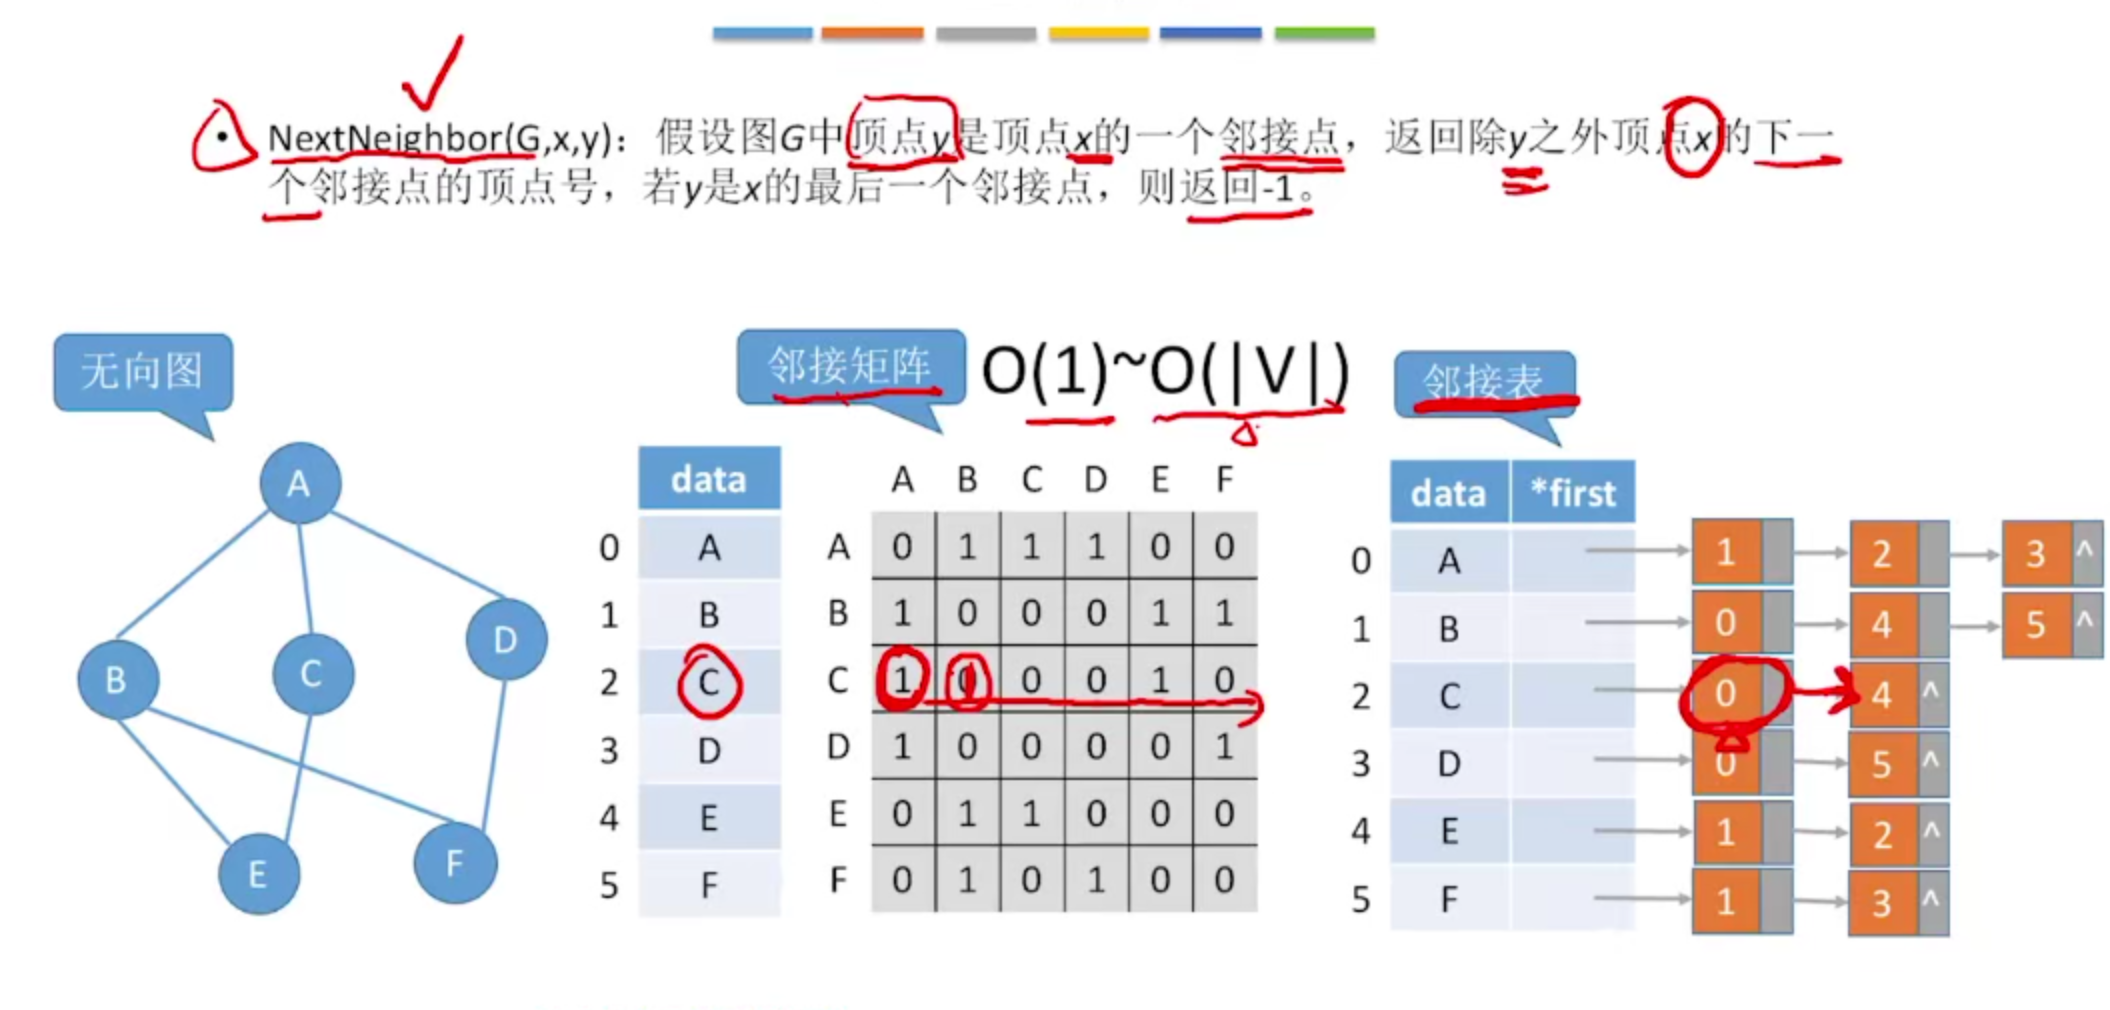 • NextNeighbor(G,x,y)：假设图G中顶点y是顶点x的一个邻接点，返回除y之外顶点x的下一
个邻接点的顶点号，若y是x的最后一个邻接点，则返回-1。
无向图
A
B
C
D
E
F
邻接矩阵
O(1)~O(|V|)
data
0 A
1 B
2 C
3 D
4 E
5 F
A B C D E F
A 0 1 1 1 0 0
B 1 0 0 0 1 1
C 1 0 0 0 1 0
D 1 0 0 0 0 1
E 0 1 1 0 0 0
F 0 1 0 1 0 0
邻接表
data *first
0 A 1 2 3 ^
1 B 0 4 5 ^
2 C 0 4 ^
3 D 0 5 ^
4 E 1 2 ^
5 F 1 3 ^